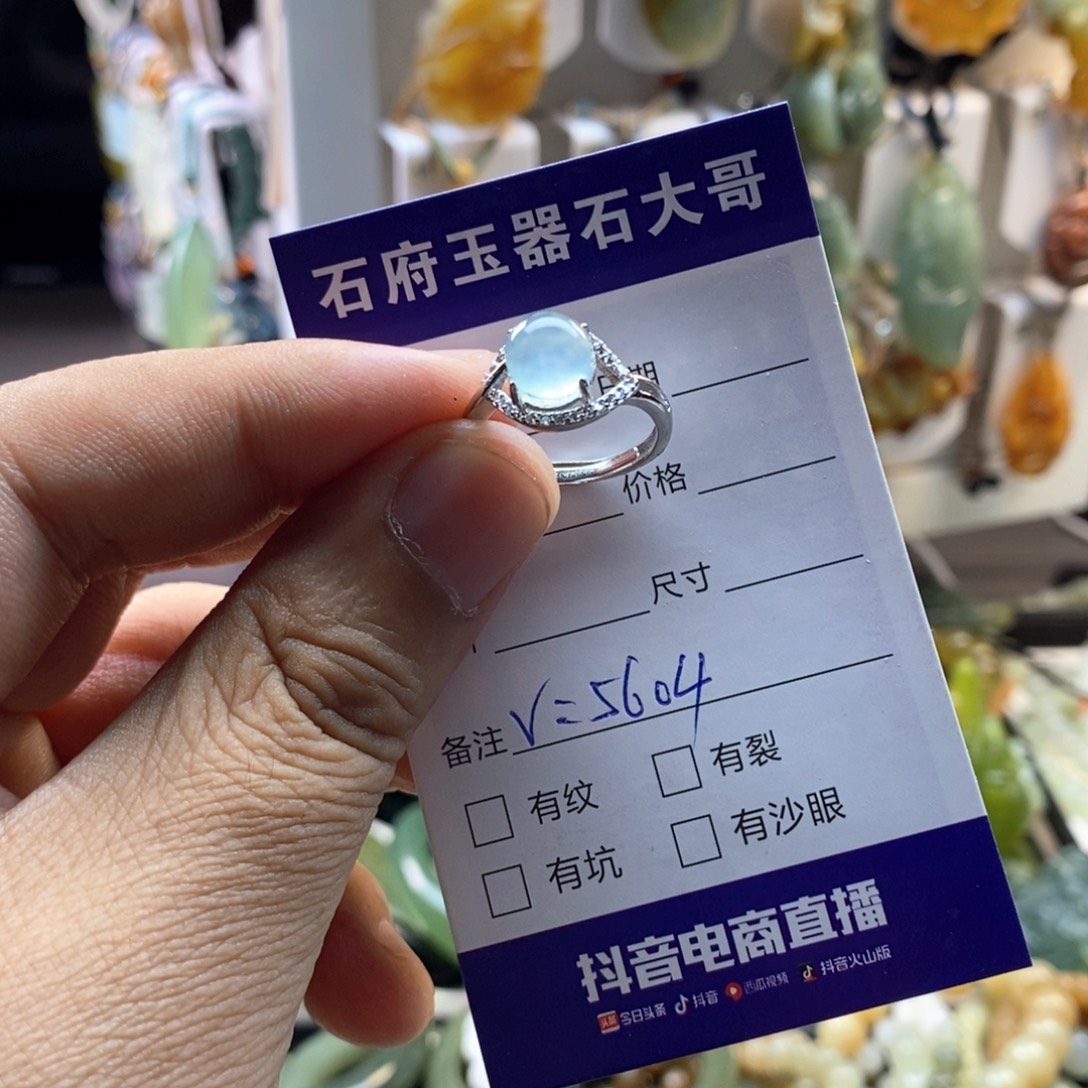 石府玉器石大哥
日期
价格
尺寸
备注 V=5604
有纹 有裂
有坑 有沙眼
抖音电商直播
头条 今日头条 抖音 西瓜视频 抖音火山版